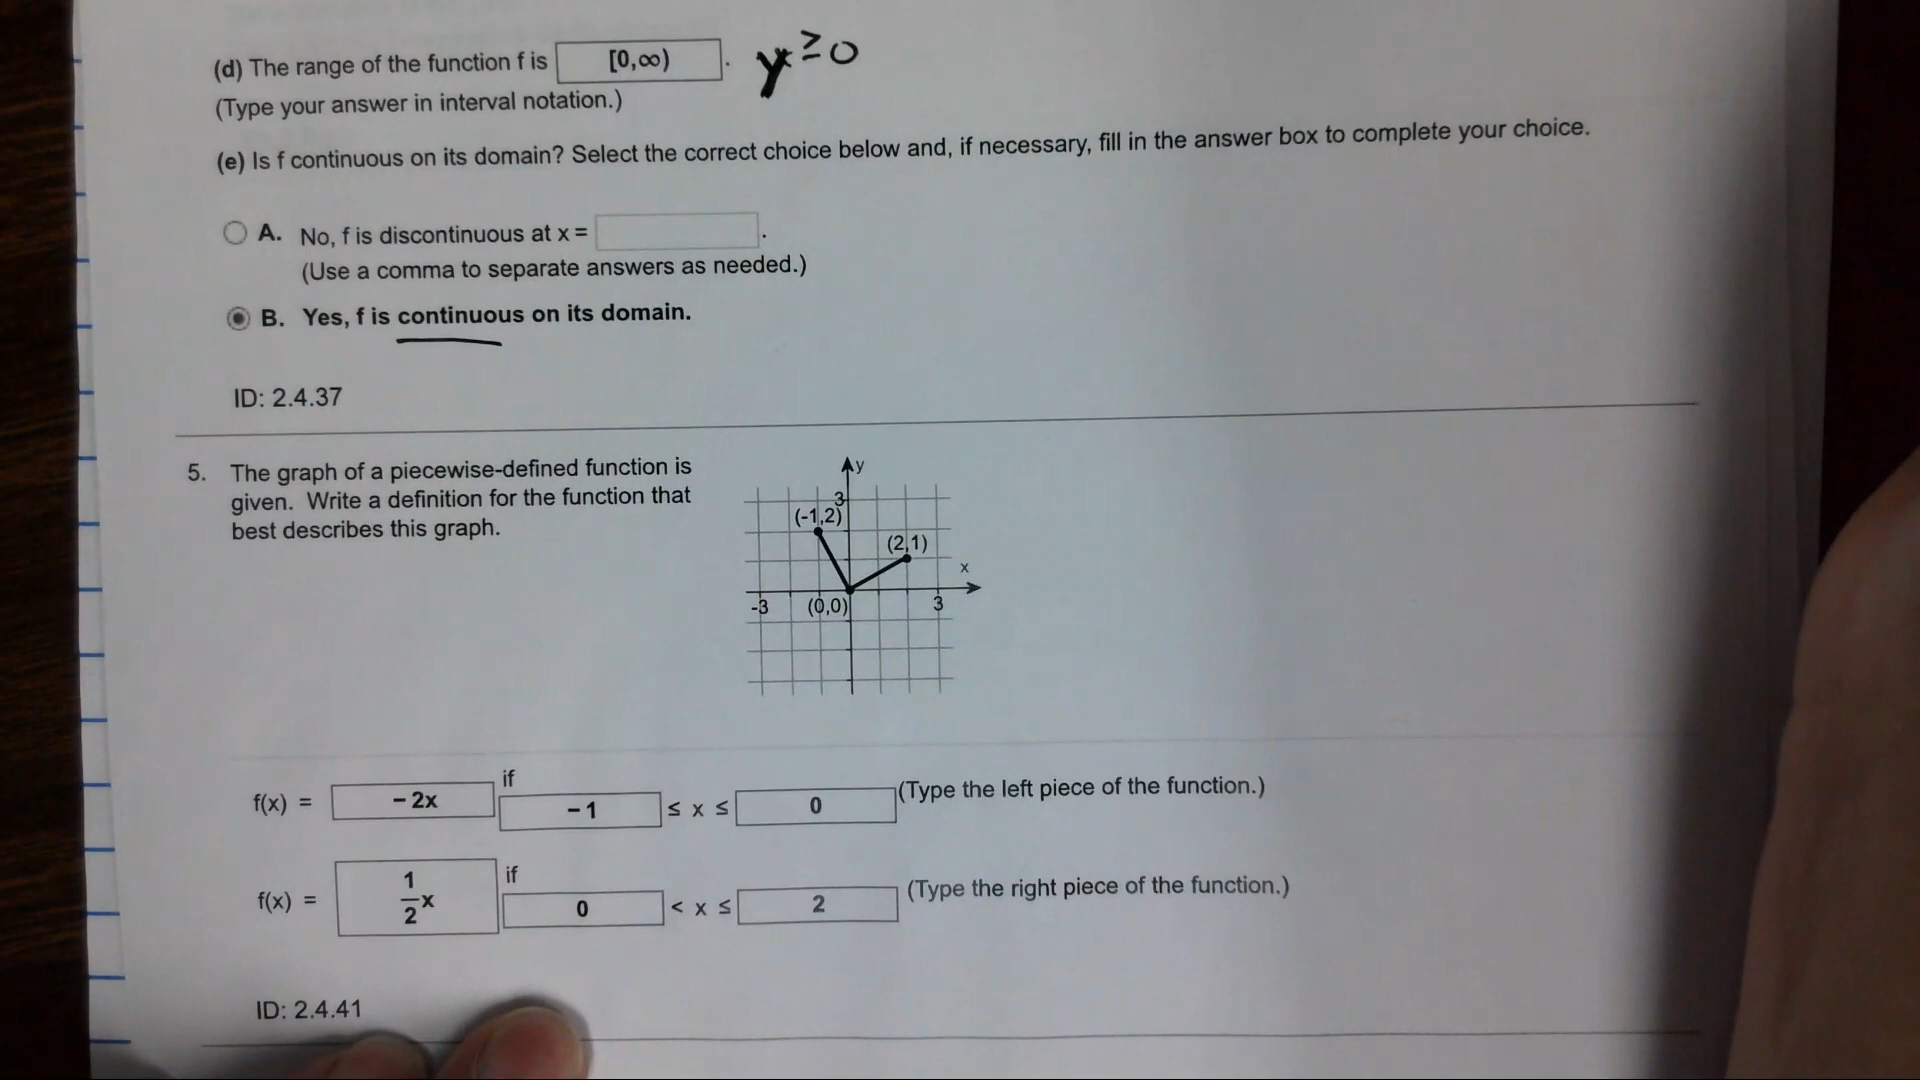 (d) The range of the function f is [0,∞). y ≥ 0
(Type your answer in interval notation.)
(e) Is f continuous on its domain? Select the correct choice below and, if necessary, fill in the answer box to complete your choice.
A. No, f is discontinuous at x = .
(Use a comma to separate answers as needed.)
B. Yes, f is continuous on its domain.
ID: 2.4.37
5. The graph of a piecewise-defined function is
given. Write a definition for the function that
best describes this graph.
y
3
(-1,2)
(2,1)
x
-3
(0,0)
3
f(x) = -2x if -1 ≤ x ≤ 0 (Type the left piece of the function.)
f(x) = 1/2 x if 0 < x ≤ 2 (Type the right piece of the function.)
ID: 2.4.41